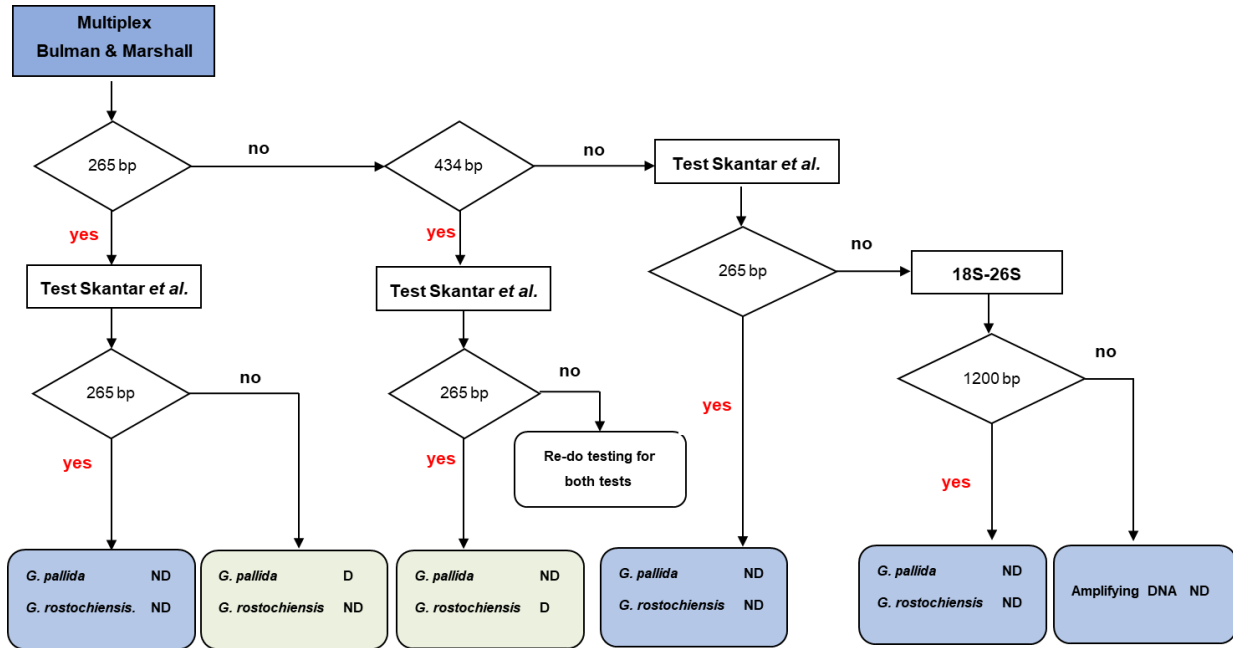 Multiplex
Bulman & Marshall
265 bp
no
434 bp
no
Test Skantar et al.
yes
yes
265 bp
no
18S-26S
Test Skantar et al.
Test Skantar et al.
265 bp
no
265 bp
no
yes
1200 bp
no
yes
yes
Re-do testing for
both tests
yes
G. pallida ND
G. rostochiensis. ND
G. pallida D
G. rostochiensis ND
G. pallida ND
G. rostochiensis D
G. pallida ND
G. rostochiensis ND
G. pallida ND
G. rostochiensis ND
Amplifying DNA ND